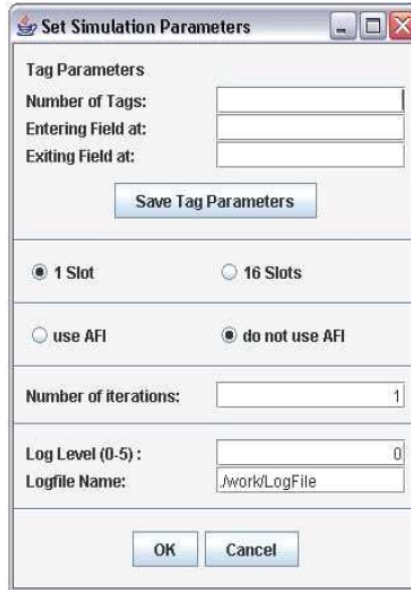 Set Simulation Parameters
Tag Parameters
Number of Tags:
Entering Field at:
Exiting Field at:
Save Tag Parameters
1 Slot 16 Slots
use AFI do not use AFI
Number of iterations: 1
Log Level (0-5) : 0
Logfile Name: ./work/LogFile
OK Cancel